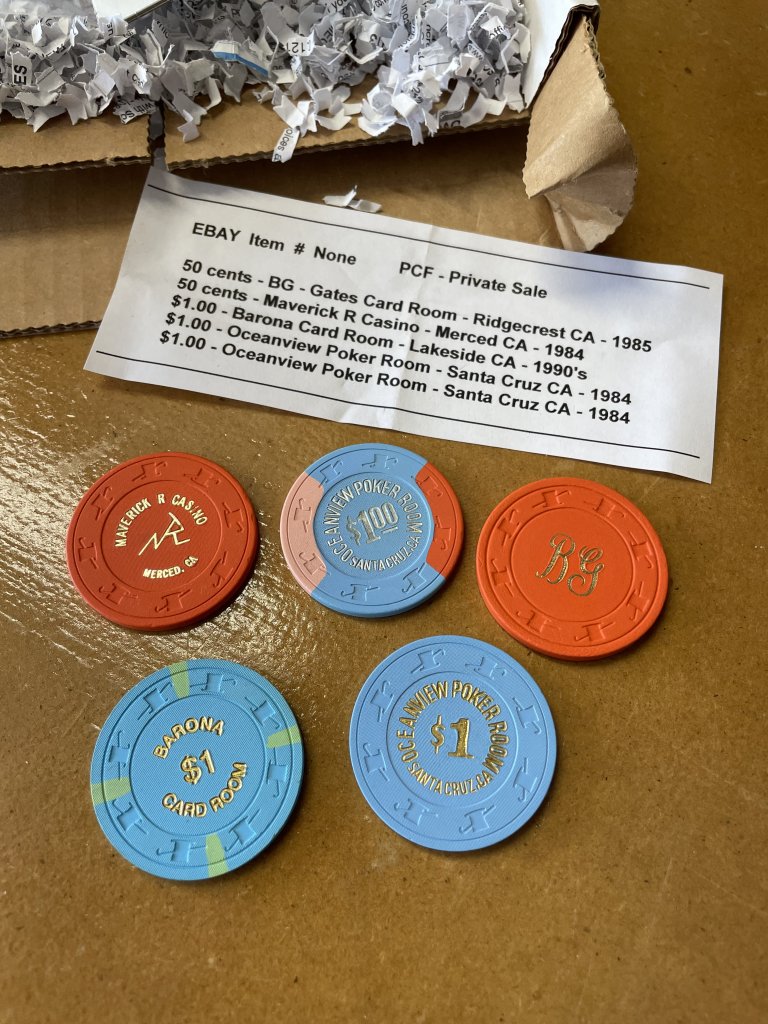 EBAY Item # None PCF - Private Sale
50 cents - BG - Gates Card Room - Ridgecrest CA - 1985
50 cents - Maverick R Casino - Merced CA - 1984
$1.00 - Barona Card Room - Lakeside CA - 1990's
$1.00 - Oceanview Poker Room - Santa Cruz CA - 1984
$1.00 - Oceanview Poker Room - Santa Cruz CA - 1984
MAVERICK R CASINO
MERCED, CA
OCEANVIEW POKER ROOM
$1.00
SANTA CRUZ, CA
BG
BARONA
$1
CARD ROOM
OCEANVIEW POKER ROOM
$1
SANTA CRUZ, CA